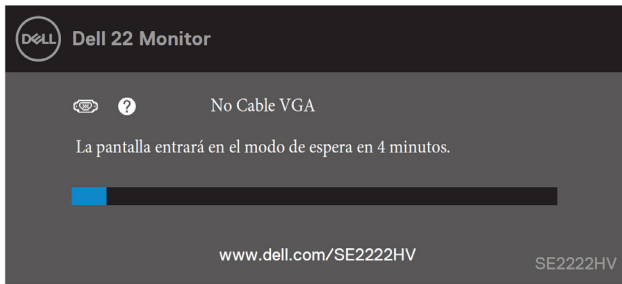 DELL Dell 22 Monitor
? No Cable VGA
La pantalla entrará en el modo de espera en 4 minutos.
www.dell.com/SE2222HV
SE2222HV